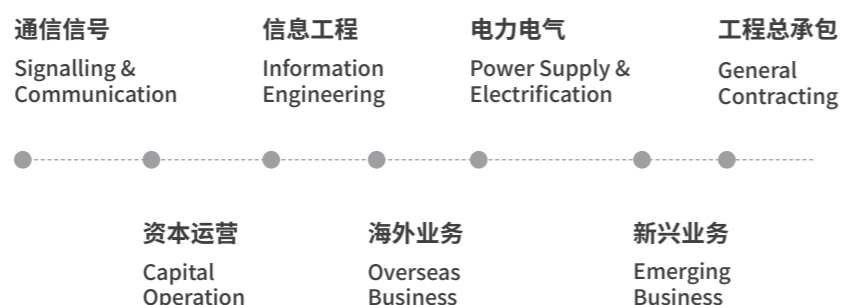 通信信号
Signalling &
Communication
信息工程
Information
Engineering
电力电气
Power Supply &
Electrification
工程总承包
General
Contracting
资本运营
Capital
Operation
海外业务
Overseas
Business
新兴业务
Emerging
Business